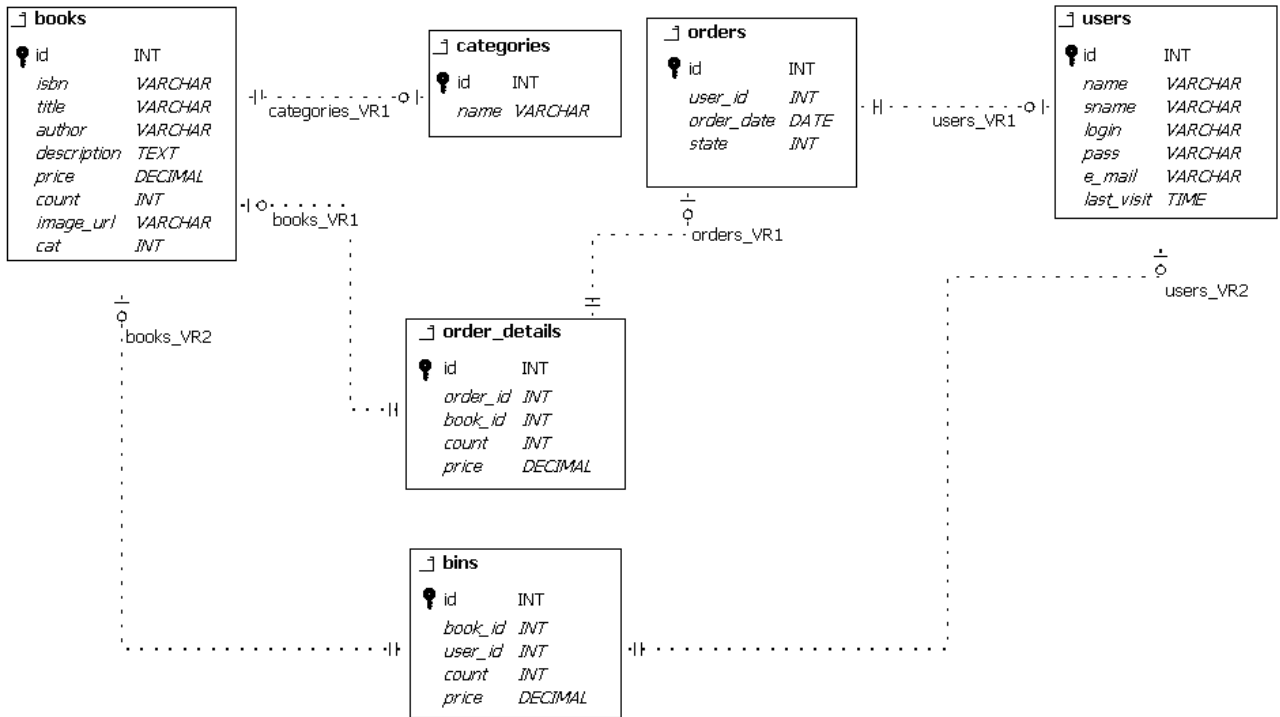 books
id INT
isbn VARCHAR
title VARCHAR
author VARCHAR
description TEXT
price DECIMAL
count INT
image_url VARCHAR
cat INT
categories_VR1
categories
id INT
name VARCHAR
orders
id INT
user_id INT
order_date DATE
state INT
users_VR1
users
id INT
name VARCHAR
sname VARCHAR
login VARCHAR
pass VARCHAR
e_mail VARCHAR
last_visit TIME
books_VR1
orders_VR1
users_VR2
books_VR2
order_details
id INT
order_id INT
book_id INT
count INT
price DECIMAL
bins
id INT
book_id INT
user_id INT
count INT
price DECIMAL